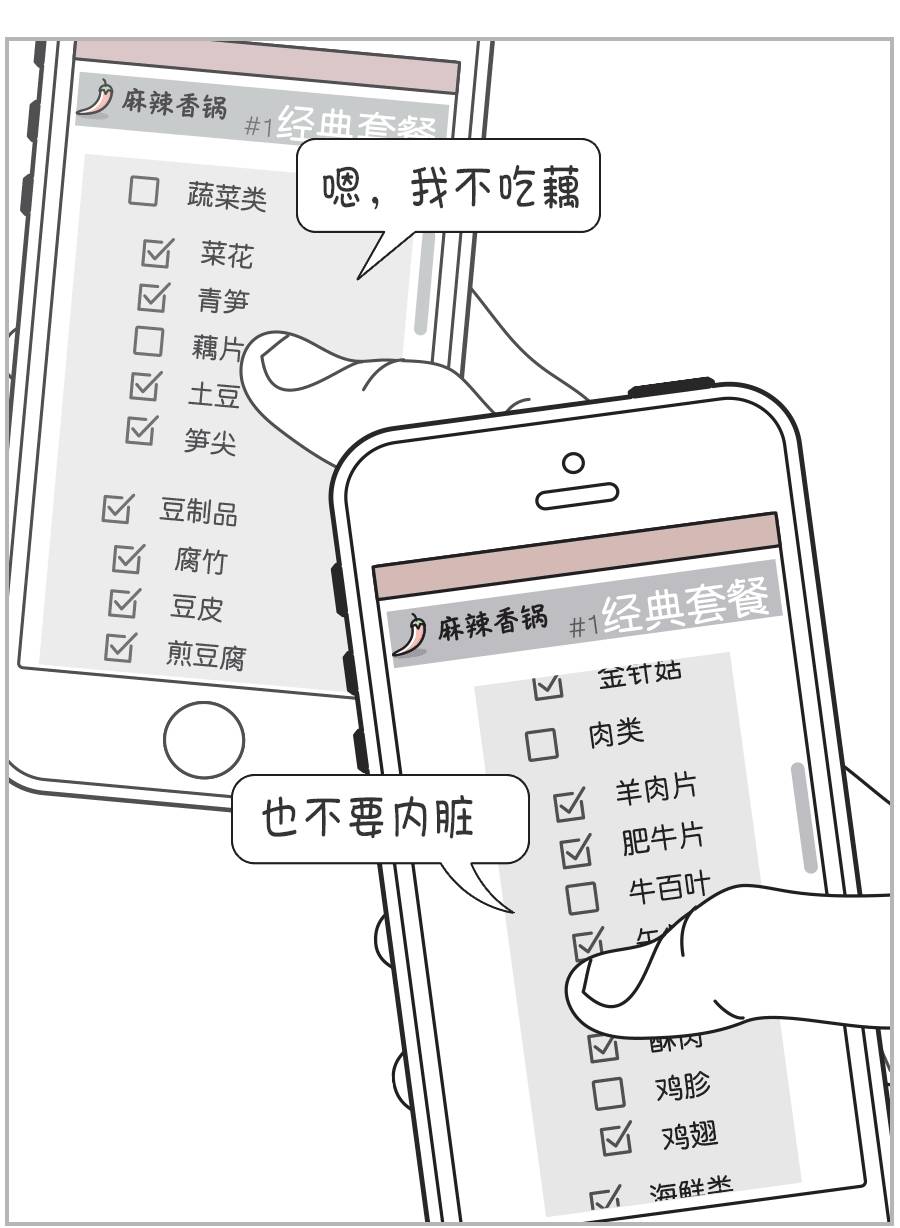 麻辣香锅 #1经典套餐
嗯，我不吃藕
蔬菜类
菜花
青笋
藕片
土豆
笋尖
豆制品
腐竹
豆皮
煎豆腐
麻辣香锅 #1经典套餐
金针菇
肉类
也不要内脏
羊肉片
肥牛片
牛百叶
酥肉
鸡胗
鸡翅
海鲜类